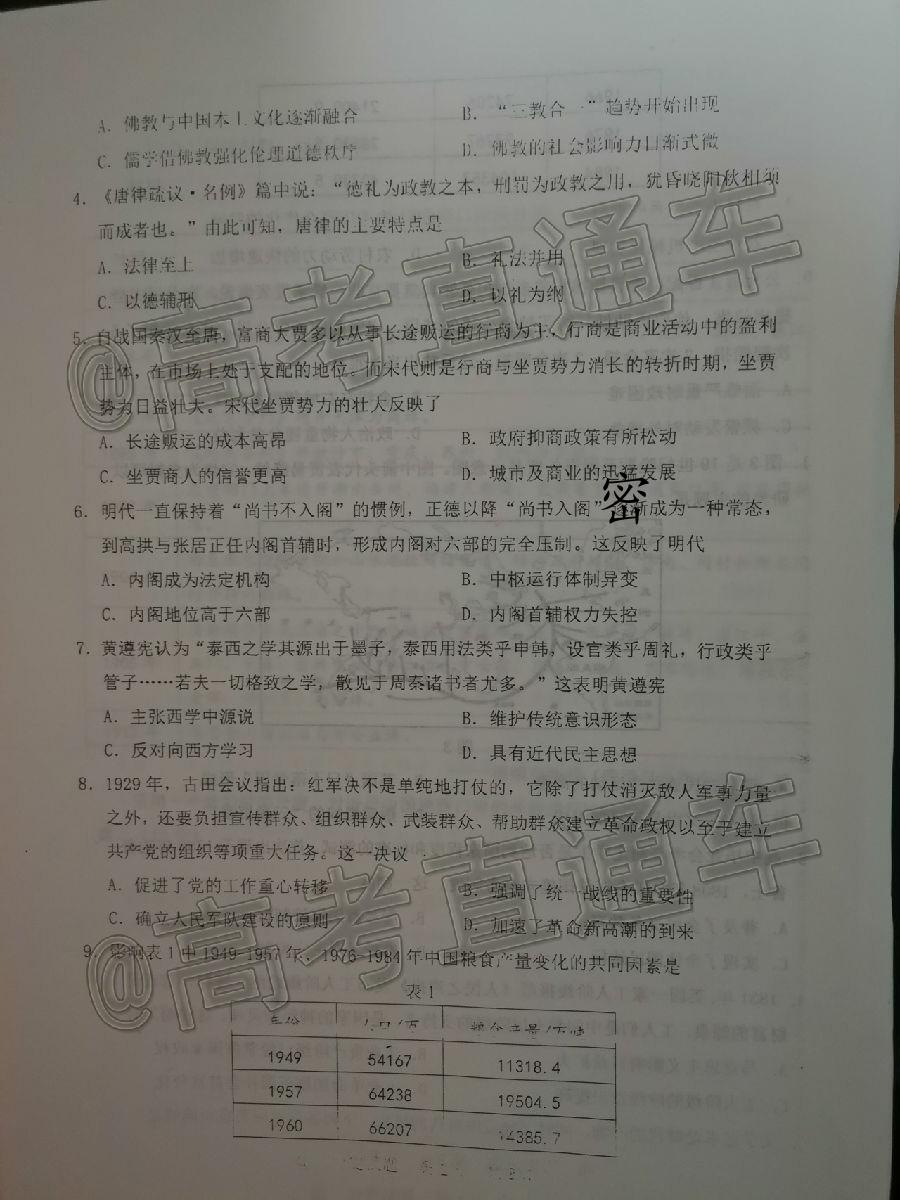 A. 佛教与中国本土文化逐渐融合 B. “三教合一”趋势开始出现
C. 儒学借佛教强化伦理道德秩序 D. 佛教的社会影响力日渐式微
4. 《唐律疏议·名例》篇中说：“德礼为政教之本，刑罚为政教之用，犹昏晓阳秋相须
而成者也。”由此可知，唐律的主要特点是
A. 法律至上 B. 礼法并用
C. 以德辅刑 D. 以礼为纲
5. 自战国秦汉至唐，富商大贾多以从事长途贩运的行商为主，行商是商业活动中的盈利
主体，在市场上处于支配的地位。而宋代则是行商与坐贾势力消长的转折时期，坐贾
势力日益壮大。宋代坐贾势力的壮大反映了
A. 长途贩运的成本高昂 B. 政府抑商政策有所松动
C. 坐贾商人的信誉更高 D. 城市及商业的迅猛发展
6. 明代一直保持着“尚书不入阁”的惯例，正德以降“尚书入阁”逐渐成为一种常态，
到高拱与张居正任内阁首辅时，形成内阁对六部的完全压制。这反映了明代
A. 内阁成为法定机构 B. 中枢运行体制异变
C. 内阁地位高于六部 D. 内阁首辅权力失控
7. 黄遵宪认为“泰西之学其源出于墨子，泰西用法类乎申韩，设官类乎周礼，行政类乎
管子……若夫一切格致之学，散见于周秦诸书者尤多。”这表明黄遵宪
A. 主张西学中源说 B. 维护传统意识形态
C. 反对向西方学习 D. 具有近代民主思想
8. 1929年，古田会议指出：红军决不是单纯地打仗的，它除了打仗消灭敌人军事力量
之外，还要负担宣传群众、组织群众、武装群众、帮助群众建立革命政权以至于建立
共产党的组织等项重大任务。这一决议
A. 促进了党的工作重心转移 B. 强调了统一战线的重要性
C. 确立人民军队建设的原则 D. 加速了革命新高潮的到来
9. 影响表1中1949-1957年、1976-1984年中国粮食产量变化的共同因素是
表1
年份 人口/万 粮食产量/万吨
1949 54167 11318.4
1957 64238 19504.5
1960 66207 14385.7
密
@高考直通车
@高考直通车